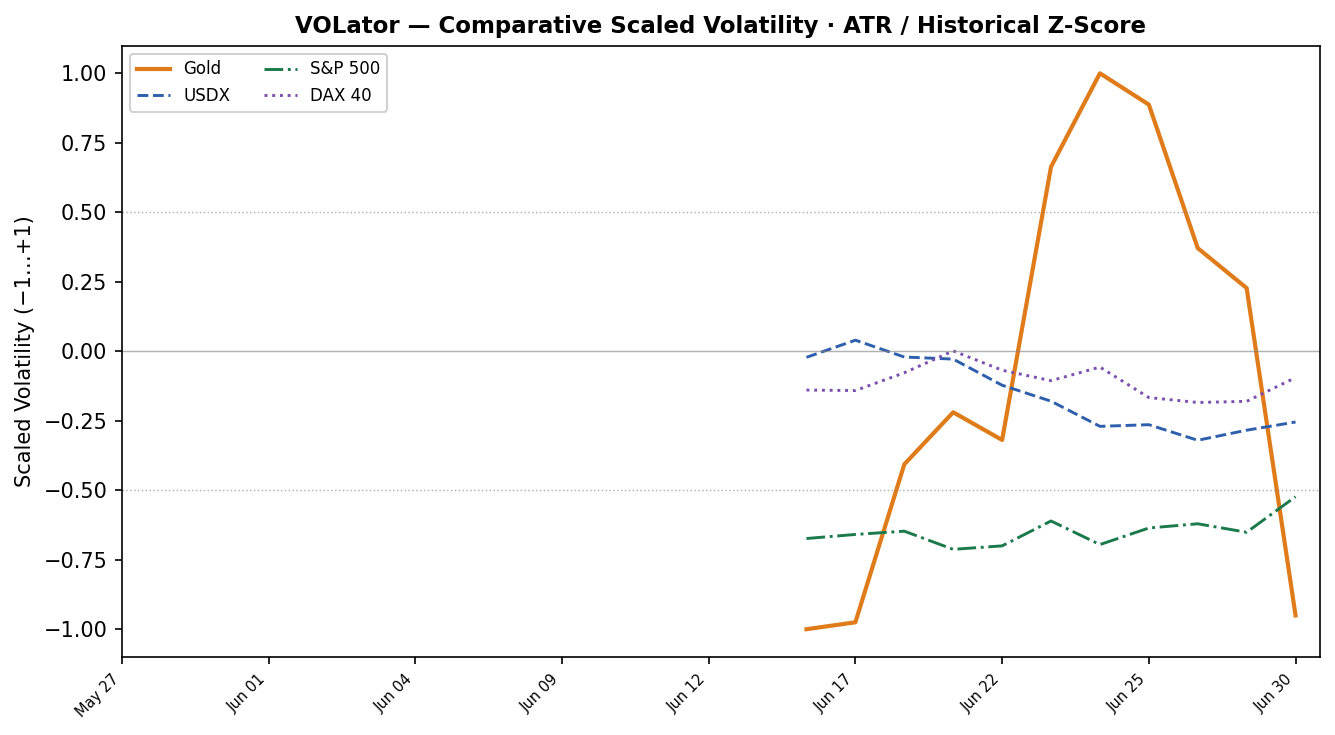 VOLator — Comparative Scaled Volatility · ATR / Historical Z-Score
Gold
USDX
S&P 500
DAX 40
Scaled Volatility (−1…+1)
1.00
0.75
0.50
0.25
0.00
−0.25
−0.50
−0.75
−1.00
May 27
Jun 01
Jun 04
Jun 09
Jun 12
Jun 17
Jun 22
Jun 25
Jun 30